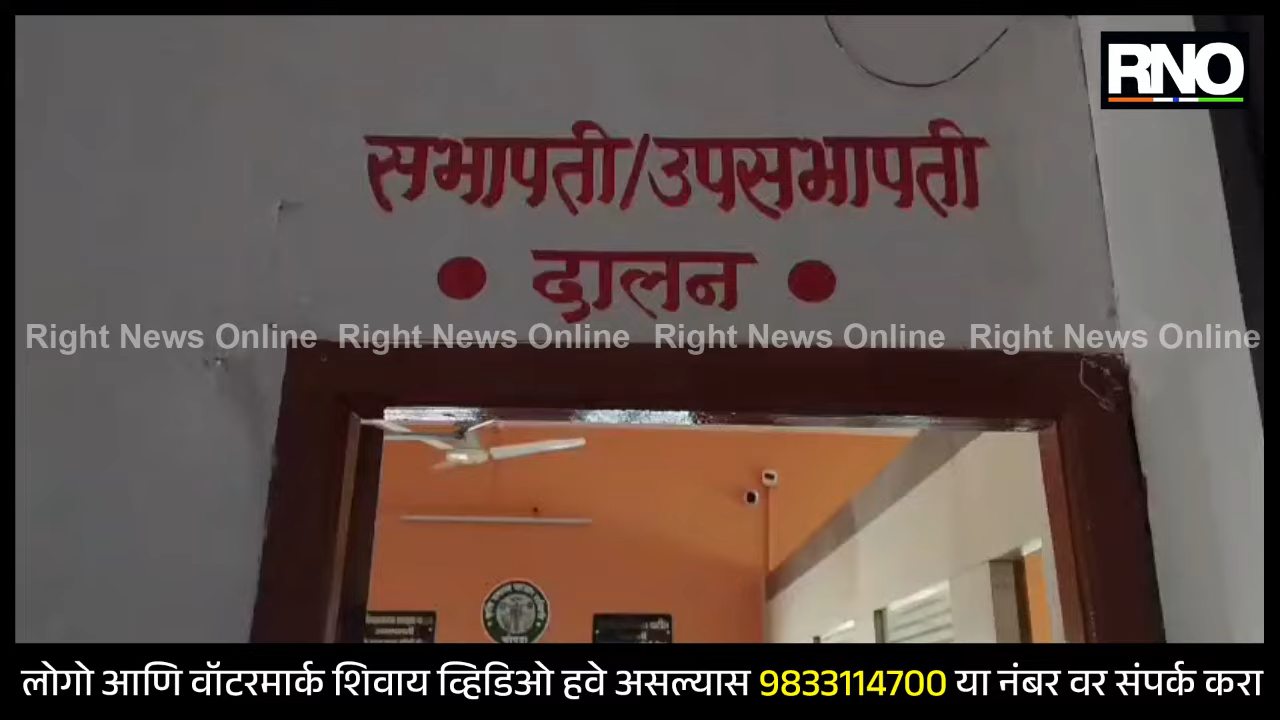 RNO
सभापती/उपसभापती
• दालन •
Right News Online Right News Online Right News Online Right News Online
चोपडा
लोगो आणि वॉटरमार्क शिवाय व्हिडिओ हवे असल्यास 9833114700 या नंबर वर संपर्क करा